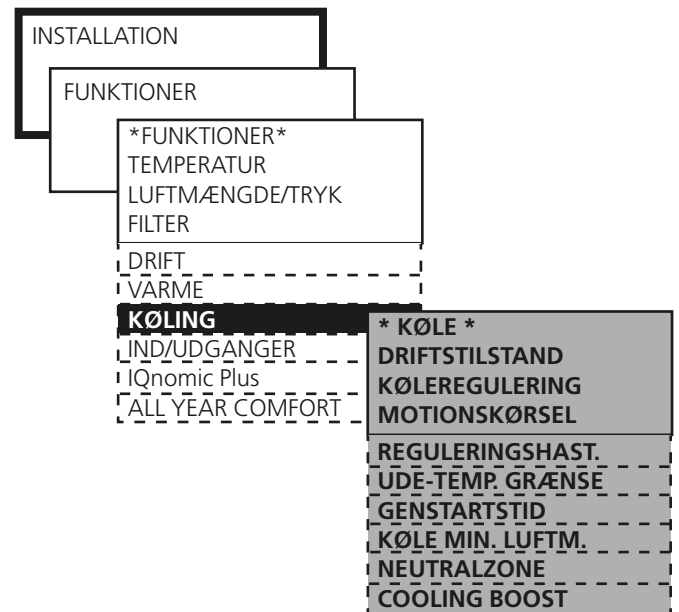 INSTALLATION
FUNKTIONER
*FUNKTIONER*
TEMPERATUR
LUFTMÆNGDE/TRYK
FILTER
DRIFT
VARME
KØLING
IND/UDGANGER
IQnomic Plus
ALL YEAR COMFORT
* KØLE *
DRIFTSTILSTAND
KØLEREGULERING
MOTIONSKØRSEL
REGULERINGSHAST.
UDE-TEMP. GRÆNSE
GENSTARTSTID
KØLE MIN. LUFTM.
NEUTRALZONE
COOLING BOOST